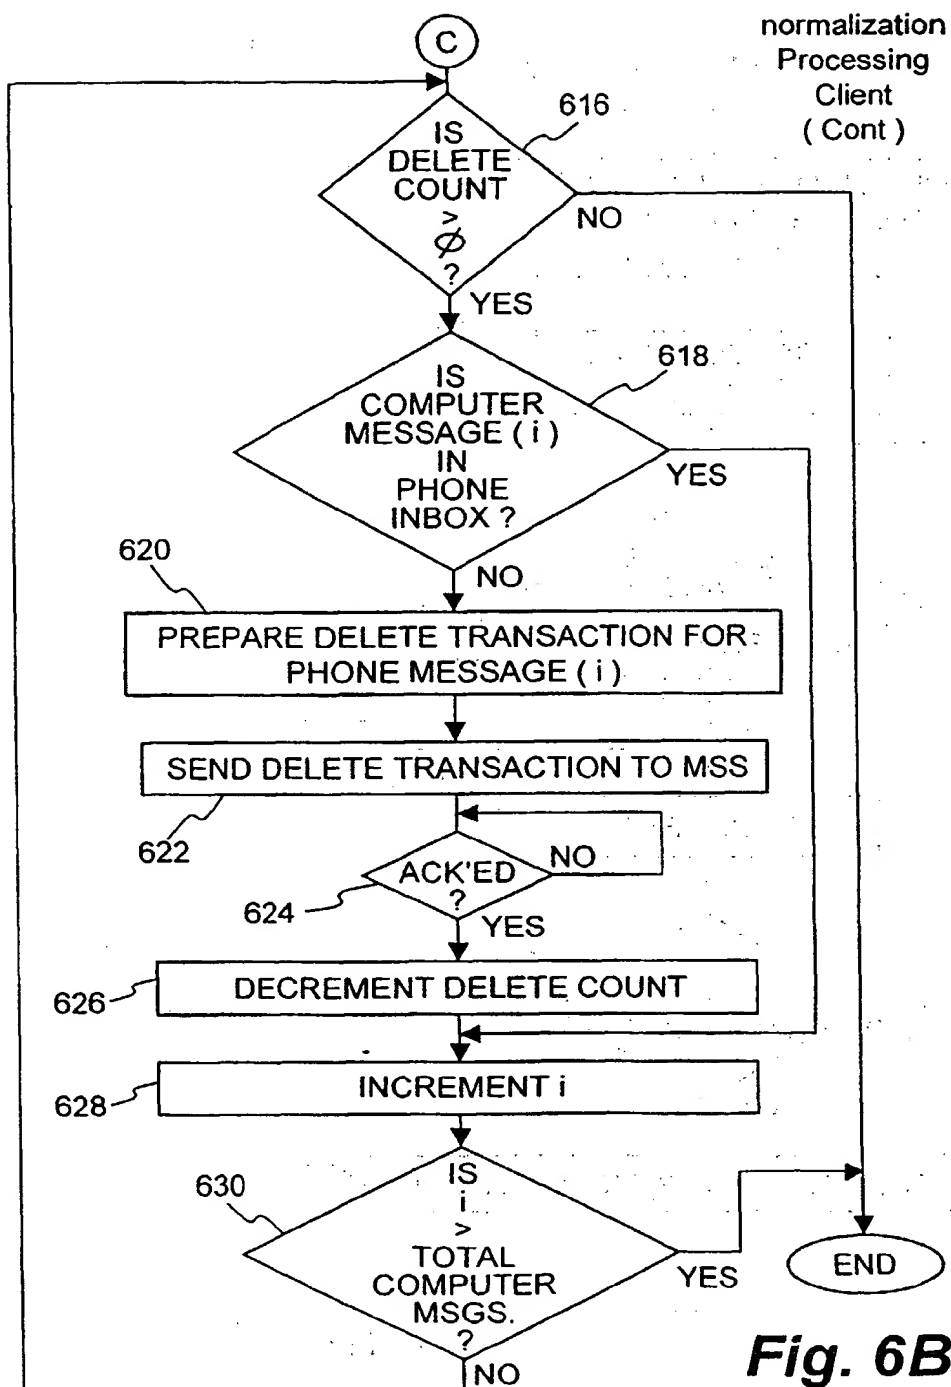 C
normalization
Processing
Client
( Cont )
616
IS
DELETE
COUNT
>
∅
?
NO
YES
618
IS
COMPUTER
MESSAGE ( i )
IN
PHONE
INBOX ?
YES
NO
620
PREPARE DELETE TRANSACTION FOR
PHONE MESSAGE ( i )
SEND DELETE TRANSACTION TO MSS
622
ACK'ED
?
NO
624
YES
626
DECREMENT DELETE COUNT
628
INCREMENT i
630
IS
i
>
TOTAL
COMPUTER
MSGS.
?
YES
END
NO
Fig. 6B